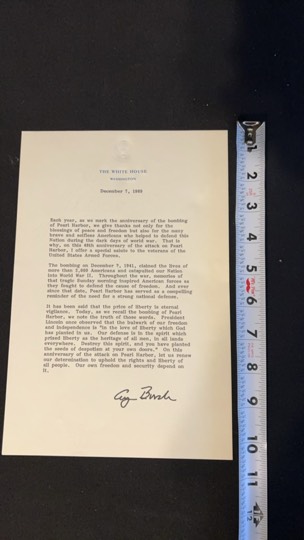 THE WHITE HOUSE
WASHINGTON
December 7, 1989
Each year, as we mark the anniversary of the bombing
of Pearl Harbor, we give thanks not only for the
blessings of peace and freedom but also for the many
brave and selfless Americans who helped to defend this
Nation during the dark days of world war. That is
why, on this 48th anniversary of the attack on Pearl
Harbor, I offer a special salute to the veterans of the
United States Armed Forces.
The bombing on December 7, 1941, claimed the lives of
more than 2,400 Americans and catapulted our Nation
into World War II. Throughout the war, memories of
that tragic Sunday morning inspired American forces as
they fought to defend the cause of freedom. And ever
since that date, Pearl Harbor has served as a compelling
reminder of the need for a strong national defense.
It has been said that the price of liberty is eternal
vigilance. Today, as we recall the bombing of Pearl
Harbor, we note the truth of those words. President
Lincoln once observed that the bulwark of our freedom
and independence is "in the love of liberty which God
has planted in us. Our defense is in the spirit which
prized liberty as the heritage of all men, in all lands
everywhere. Destroy this spirit, and you have planted
the seeds of despotism at your own doors." On this
anniversary of the attack on Pearl Harbor, let us renew
our determination to uphold the rights and liberty of
all people. Our own freedom and security depend on
it.
G Bush
1
2
3
4
5
6
7
8
9
10
11
12